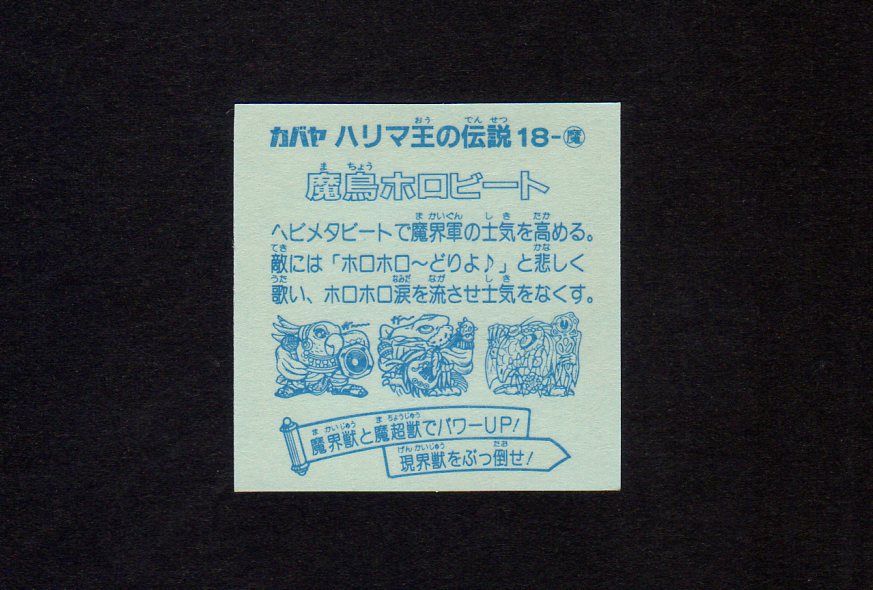 カバヤ ハリマ王の伝説 18-魔
魔鳥ホロビート
ヘビメタビートで魔界軍の士気を高める。
敵には「ホロホロ〜どりよ♪」と悲しく
歌い、ホロホロ涙を流させ士気をなくす。
魔界獣と魔超獣でパワーUP!
現界獣をぶっ倒せ!